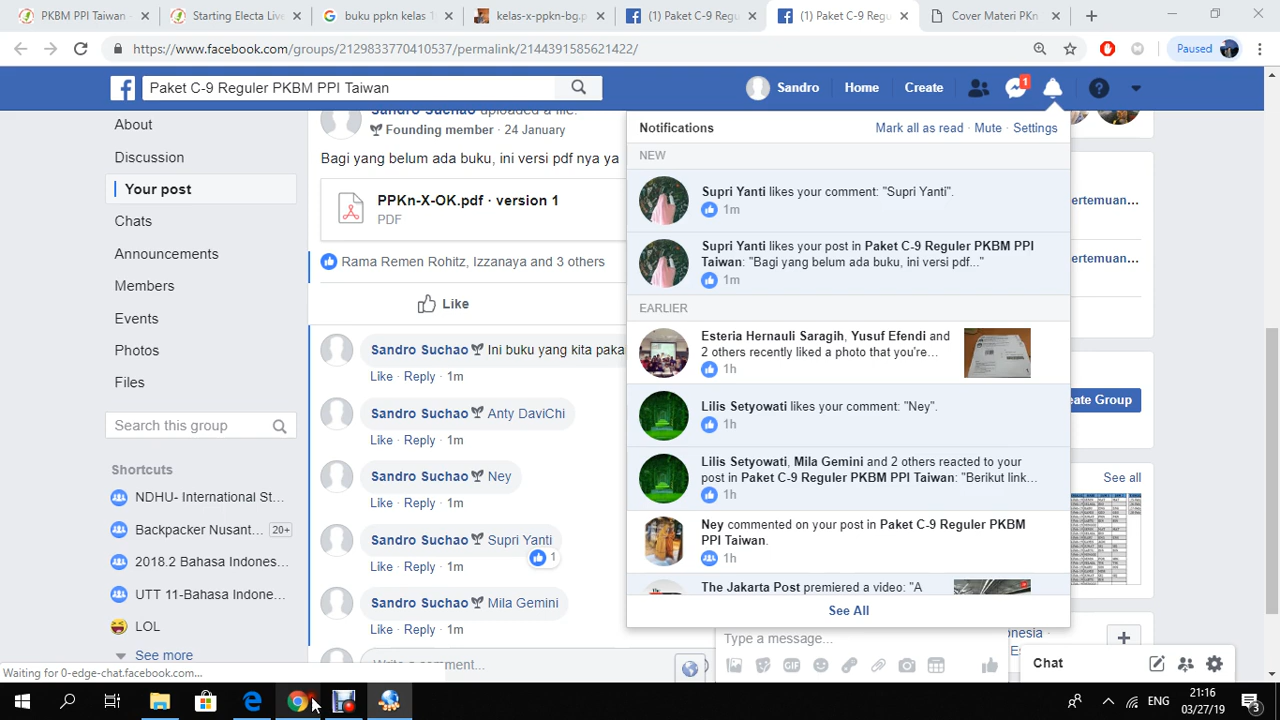 PKBM PPI Taiwan -
Starting Electa Live
buku ppkn kelas 1
kelas-x-ppkn-bg.p
(1) Paket C-9 Regu
(1) Paket C-9 Regu
Cover Materi PKn
https://www.facebook.com/groups/2129833770410537/permalink/2144391585621422/
Paused
Paket C-9 Reguler PKBM PPI Taiwan
Sandro
Home
Create
1
About
Discussion
Your post
Chats
Announcements
Members
Events
Photos
Files
Search this group
Shortcuts
NDHU- International St...
Backpacker Nusant... 20+
2018.2 Bahasa Indones...
UTT 11-Bahasa Indone...
LOL
See more
Sandro Suchao uploaded a file.
Founding member · 24 January
Bagi yang belum ada buku, ini versi pdf nya ya
PPKn-X-OK.pdf · version 1
PDF
Rama Remen Rohitz, Izzanaya and 3 others
Like
Sandro Suchao Ini buku yang kita paka
Like · Reply · 1m
Sandro Suchao Anty DaviChi
Like · Reply · 1m
Sandro Suchao Ney
Like · Reply · 1m
Sandro Suchao Supri Yanti
1
Like · Reply · 1m
Sandro Suchao Mila Gemini
Like · Reply · 1m
Write a comment...
Notifications
Mark all as read · Mute · Settings
NEW
Supri Yanti likes your comment: "Supri Yanti".
1m
Supri Yanti likes your post in Paket C-9 Reguler PKBM PPI
Taiwan: "Bagi yang belum ada buku, ini versi pdf..."
1m
EARLIER
Esteria Hernauli Saragih, Yusuf Efendi and
2 others recently liked a photo that you're...
1h
Lilis Setyowati likes your comment: "Ney".
1h
Lilis Setyowati, Mila Gemini and 2 others reacted to your
post in Paket C-9 Reguler PKBM PPI Taiwan: "Berikut link...
1h
Ney commented on your post in Paket C-9 Reguler PKBM
PPI Taiwan.
1h
The Jakarta Post premiered a video: "A
See All
ertemuan...
ertemuan...
eate Group
See all
Type a message...
GIF
onesia ·
Chat
Waiting for 0-edge-chat.facebook.com...
ENG
21:16
03/27/19
3